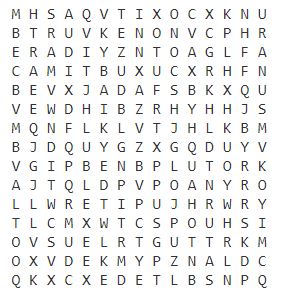 M H S A Q V T I X O C X K N U
B T R U V K E N O N V C P H R
E R A D I Y Z N T O A G L F A
C A M I T B U X U C X R H F N
B E V X J A D A F S B K X Q U
V E W D H I B Z R H Y H H J S
M Q N F L K L V T J H L K B M
B J D Q U Y G Z X G Q D U Y V
V G I P B E N B P L U T O R K
A J T Q L D P V P O A N Y R O
L L W R E T I P U J H R W R Y
T L C M X W T C S P O U H S I
O V S U E L R T G U T T R K M
O X V D E K M Y P Z N A L D C
Q K X C X E D E T L B S N P Q